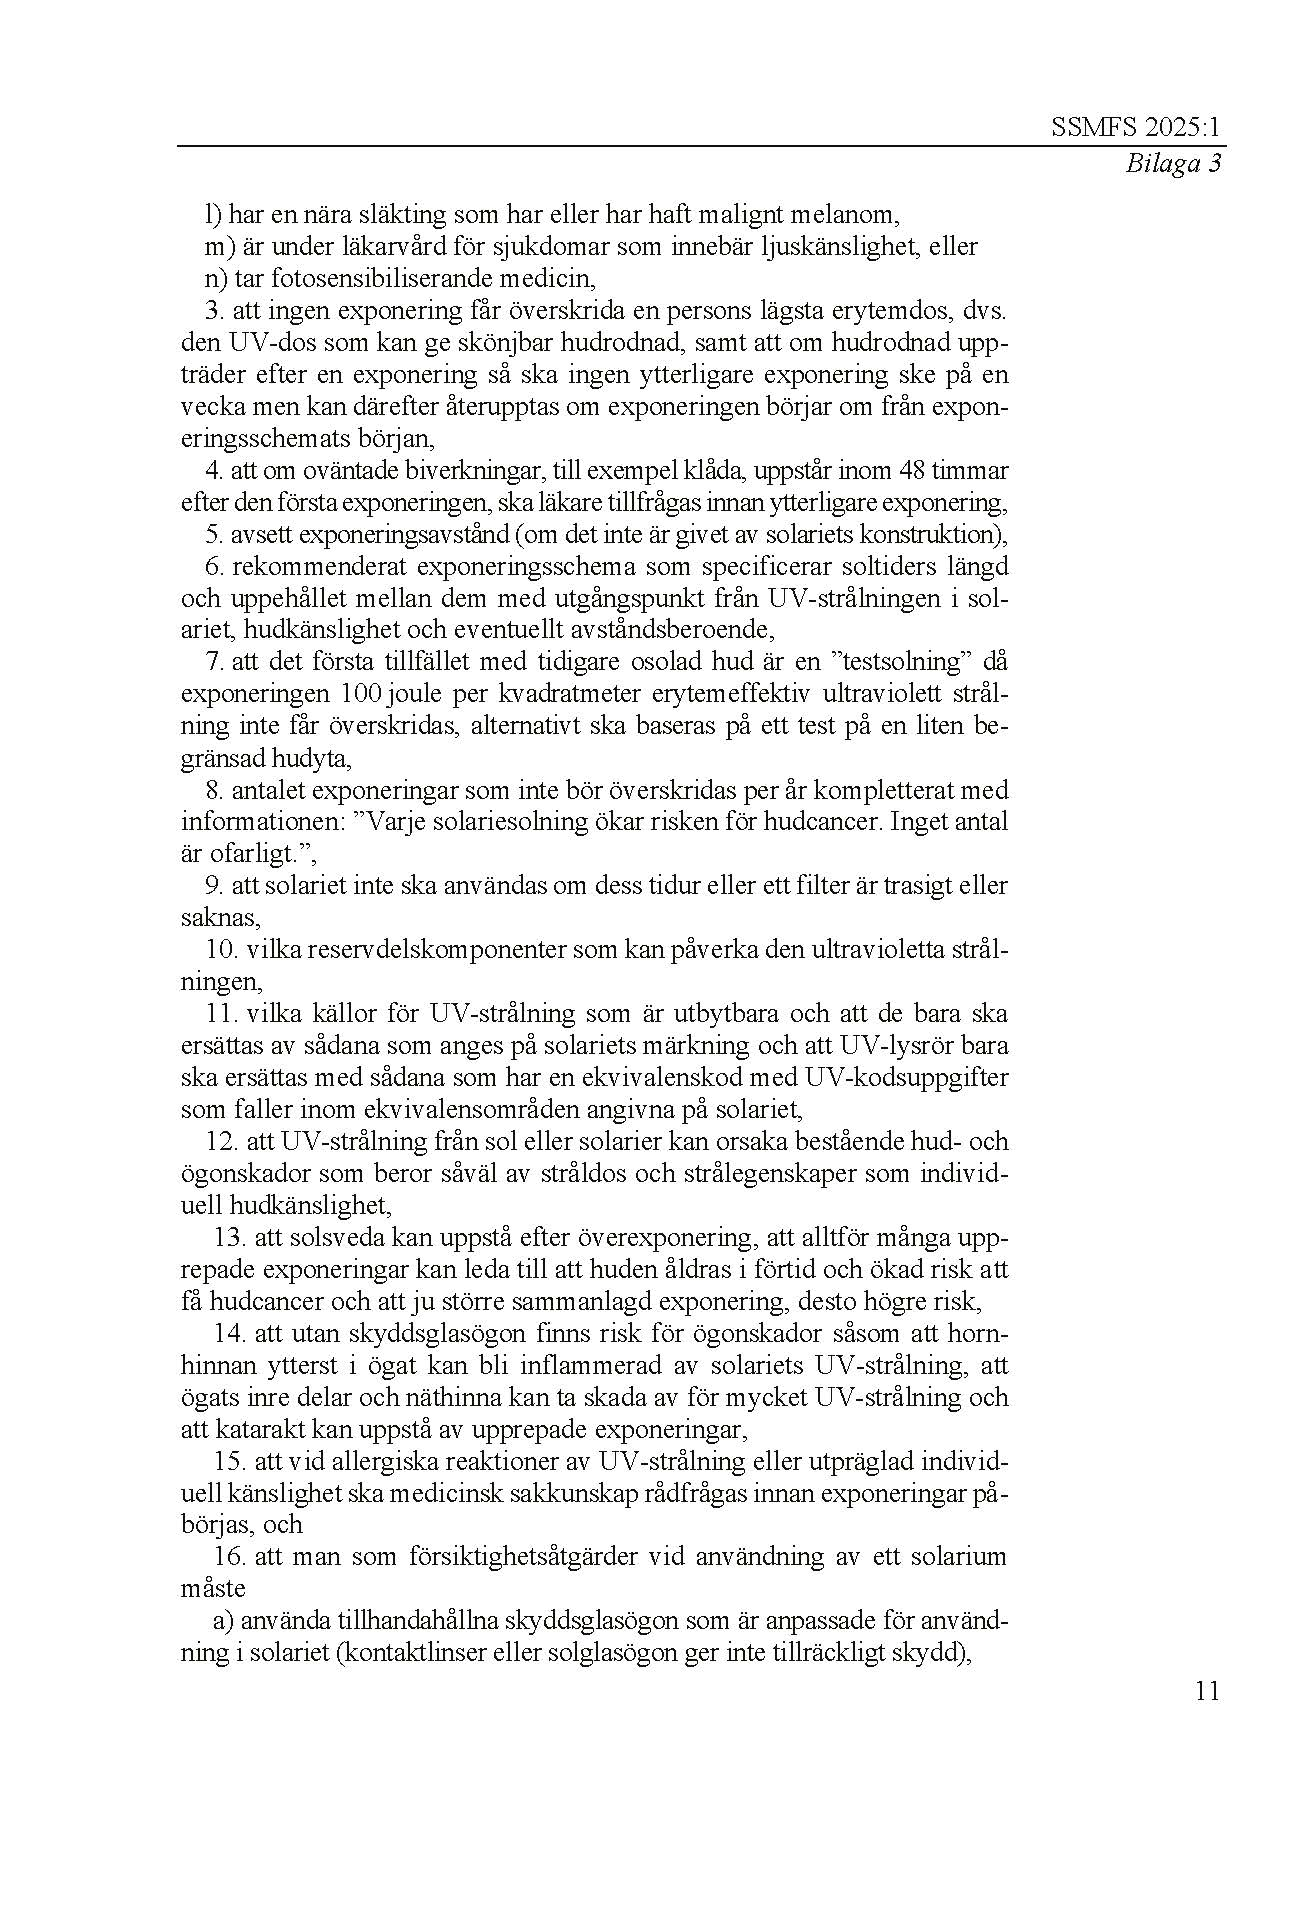 SSMFS 2025:1
Bilaga 3
l) har en nära släkting som har eller har haft malignt melanom,
m) är under läkarvård för sjukdomar som innebär ljuskänslighet, eller
n) tar fotosensibiliserande medicin,
3. att ingen exponering får överskrida en persons lägsta erytemdos, dvs.
den UV-dos som kan ge skönjbar hudrodnad, samt att om hudrodnad upp-
träder efter en exponering så ska ingen ytterligare exponering ske på en
vecka men kan därefter återupptas om exponeringen börjar om från expon-
eringsschemats början,
4. att om oväntade biverkningar, till exempel klåda, uppstår inom 48 timmar
efter den första exponeringen, ska läkare tillfrågas innan ytterligare exponering,
5. avsett exponeringsavstånd (om det inte är givet av solariets konstruktion),
6. rekommenderat exponeringsschema som specificerar soltiders längd
och uppehållet mellan dem med utgångspunkt från UV-strålningen i sol-
ariet, hudkänslighet och eventuellt avståndsberoende,
7. att det första tillfället med tidigare osolad hud är en ”testsolning” då
exponeringen 100 joule per kvadratmeter erytemeffektiv ultraviolett strål-
ning inte får överskridas, alternativt ska baseras på ett test på en liten be-
gränsad hudyta,
8. antalet exponeringar som inte bör överskridas per år kompletterat med
informationen: ”Varje solariesolning ökar risken för hudcancer. Inget antal
är ofarligt.”,
9. att solariet inte ska användas om dess tidur eller ett filter är trasigt eller
saknas,
10. vilka reservdelskomponenter som kan påverka den ultravioletta strål-
ningen,
11. vilka källor för UV-strålning som är utbytbara och att de bara ska
ersättas av sådana som anges på solariets märkning och att UV-lysrör bara
ska ersättas med sådana som har en ekvivalenskod med UV-kodsuppgifter
som faller inom ekvivalensområden angivna på solariet,
12. att UV-strålning från sol eller solarier kan orsaka bestående hud- och
ögonskador som beror såväl av stråldos och strålegenskaper som individ-
uell hudkänslighet,
13. att solsveda kan uppstå efter överexponering, att alltför många upp-
repade exponeringar kan leda till att huden åldras i förtid och ökad risk att
få hudcancer och att ju större sammanlagd exponering, desto högre risk,
14. att utan skyddsglasögon finns risk för ögonskador såsom att horn-
hinnan ytterst i ögat kan bli inflammerad av solariets UV-strålning, att
ögats inre delar och näthinna kan ta skada av för mycket UV-strålning och
att katarakt kan uppstå av upprepade exponeringar,
15. att vid allergiska reaktioner av UV-strålning eller utpräglad individ-
uell känslighet ska medicinsk sakkunskap rådfrågas innan exponeringar på-
börjas, och
16. att man som försiktighetsåtgärder vid användning av ett solarium
måste
a) använda tillhandahållna skyddsglasögon som är anpassade för använd-
ning i solariet (kontaktlinser eller solglasögon ger inte tillräckligt skydd),
11